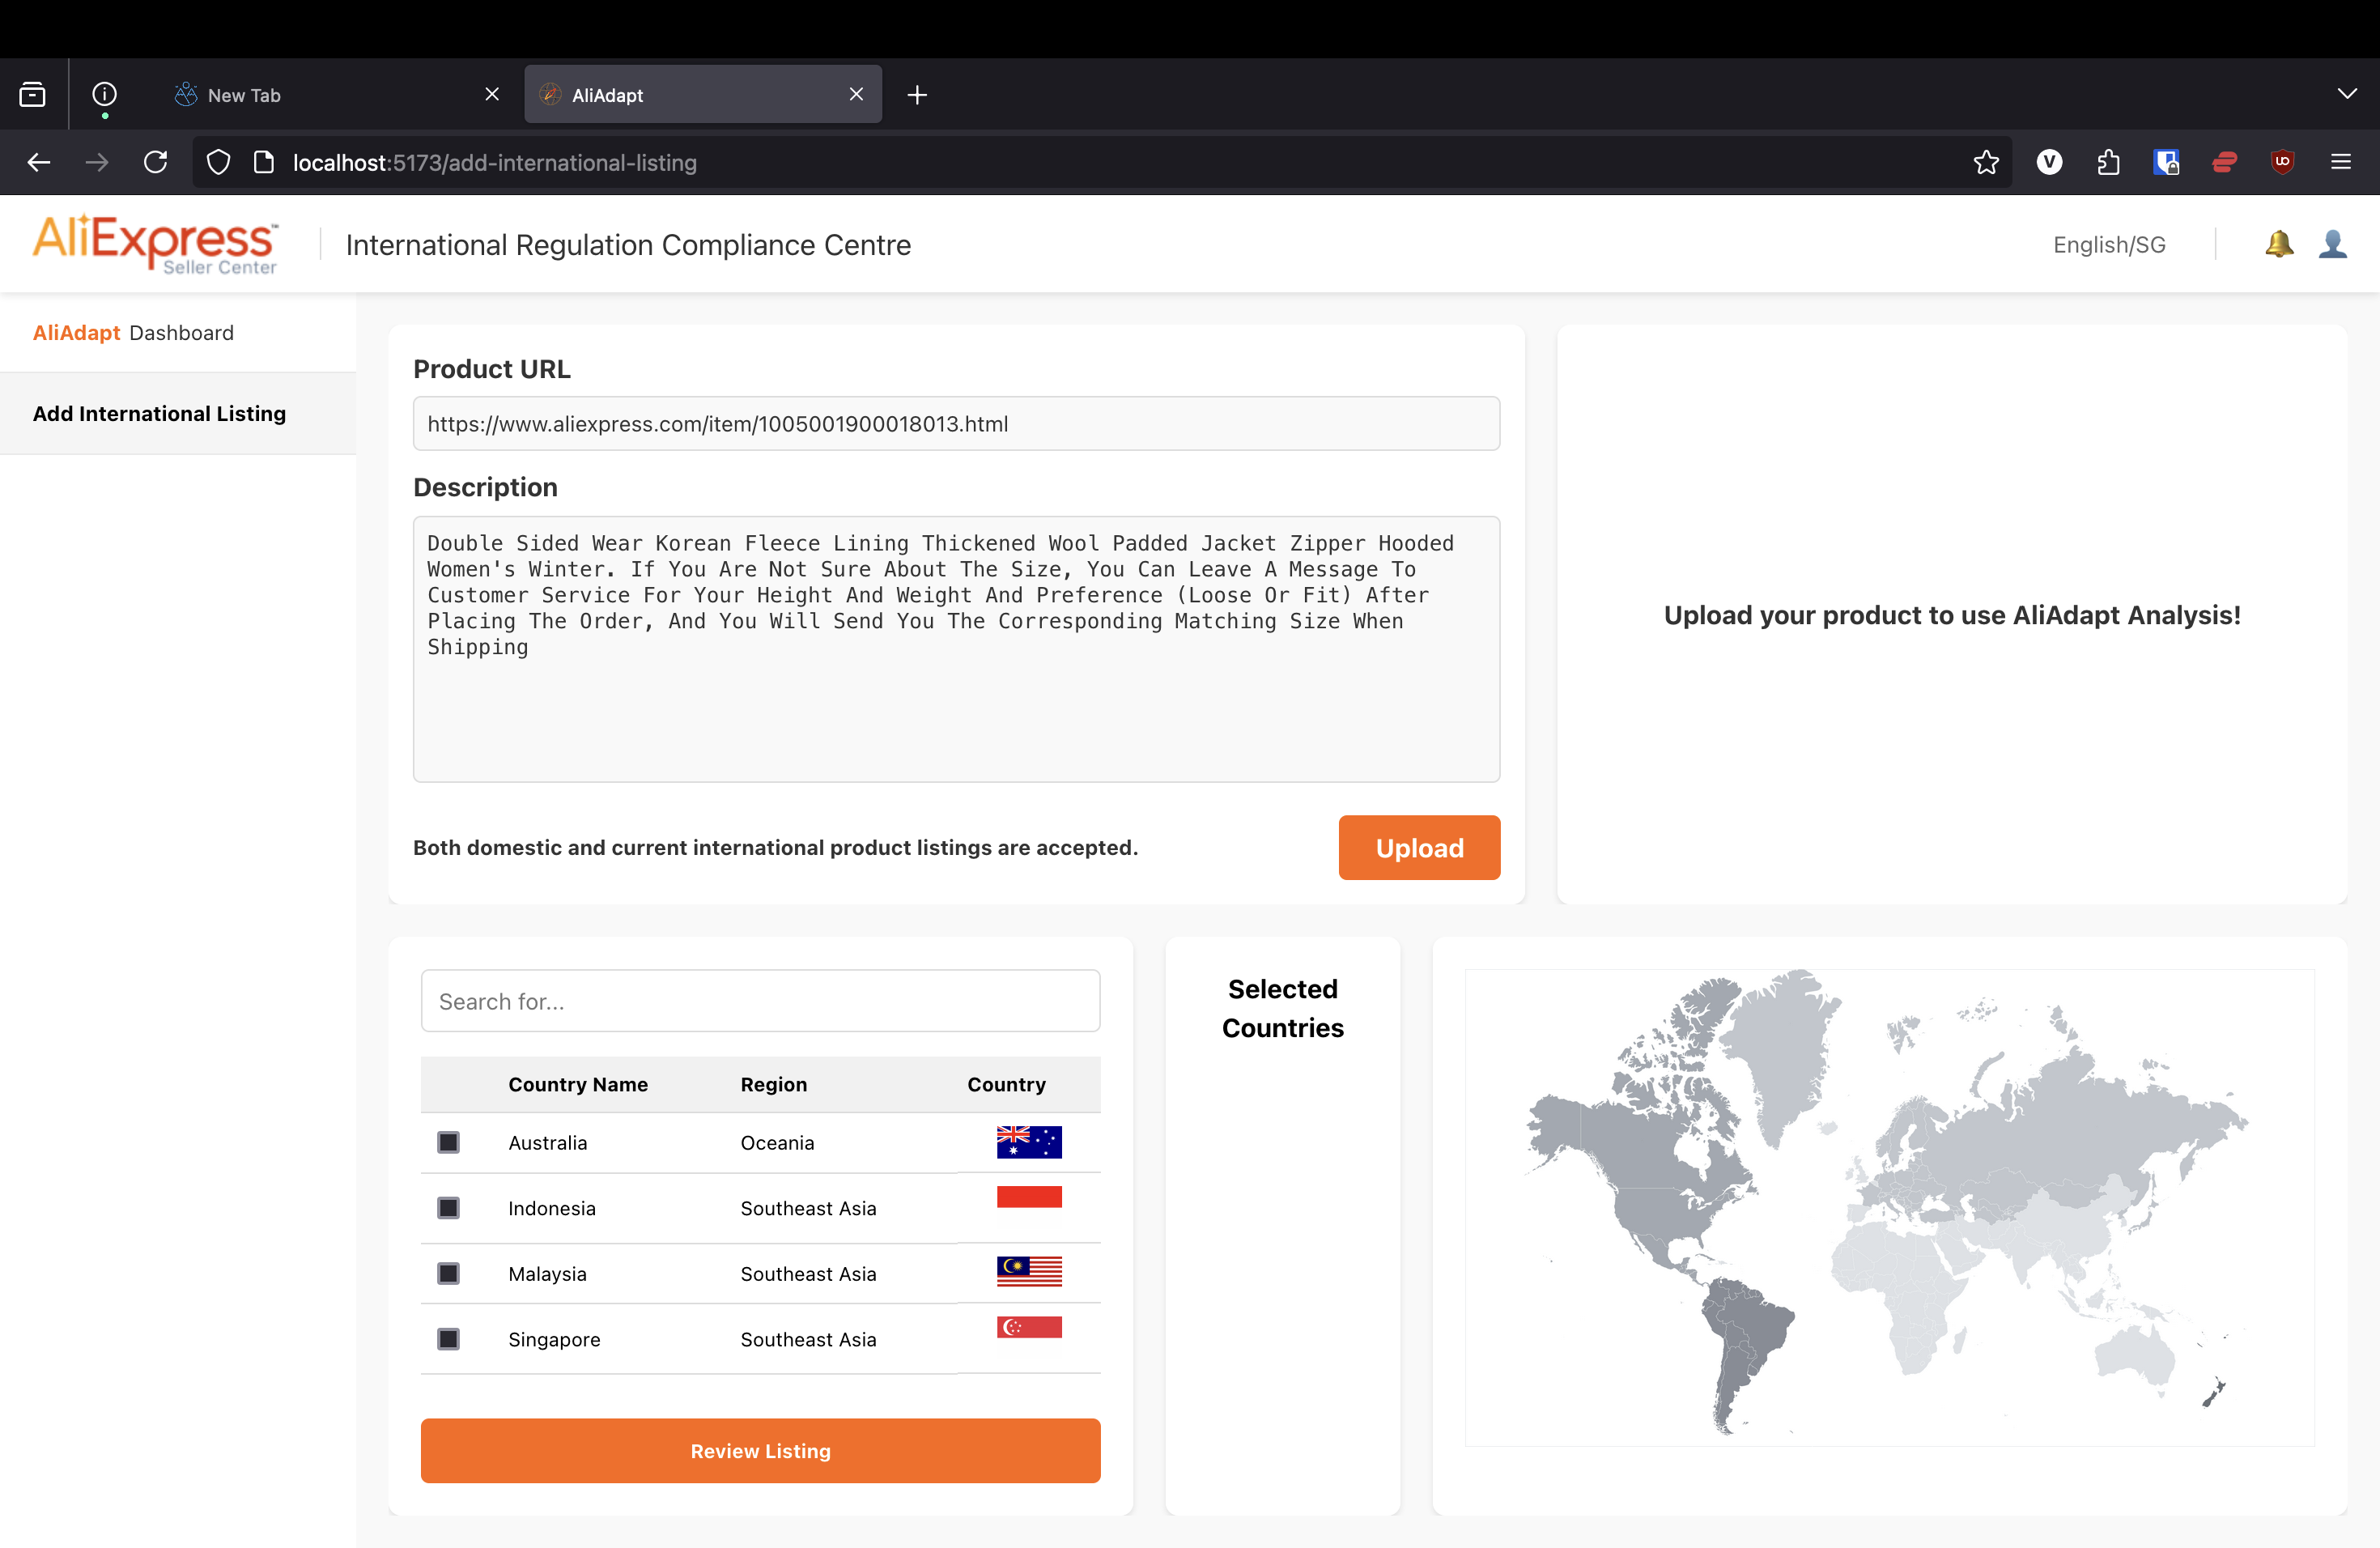 New Tab
AliAdapt
localhost:5173/add-international-listing
AliExpress™
Seller Center
International Regulation Compliance Centre
English/SG
AliAdapt Dashboard
Add International Listing
Product URL
https://www.aliexpress.com/item/1005001900018013.html
Description
Double Sided Wear Korean Fleece Lining Thickened Wool Padded Jacket Zipper Hooded
Women's Winter. If You Are Not Sure About The Size, You Can Leave A Message To
Customer Service For Your Height And Weight And Preference (Loose Or Fit) After
Placing The Order, And You Will Send You The Corresponding Matching Size When
Shipping
Both domestic and current international product listings are accepted.
Upload
Upload your product to use AliAdapt Analysis!
Search for...
Country Name Region Country
Australia Oceania
Indonesia Southeast Asia
Malaysia Southeast Asia
Singapore Southeast Asia
Review Listing
Selected
Countries